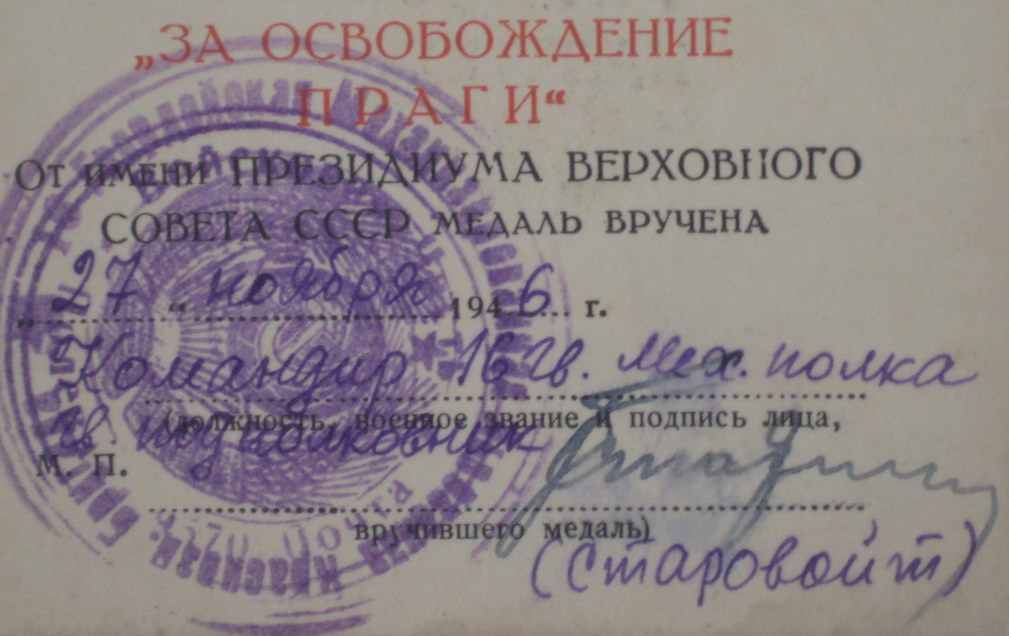 „ЗА ОСВОБОЖДЕНИЕ
ПРАГИ“
От имени ПРЕЗИДИУМА ВЕРХОВНОГО
СОВЕТА СССР МЕДАЛЬ ВРУЧЕНА
„27“ ноября 1946 г.
Командир 16 гв. мех. полка
(должность, военное звание и подпись лица,
гв подполковник
М. П.
вручившего медаль)
(Старовойт)